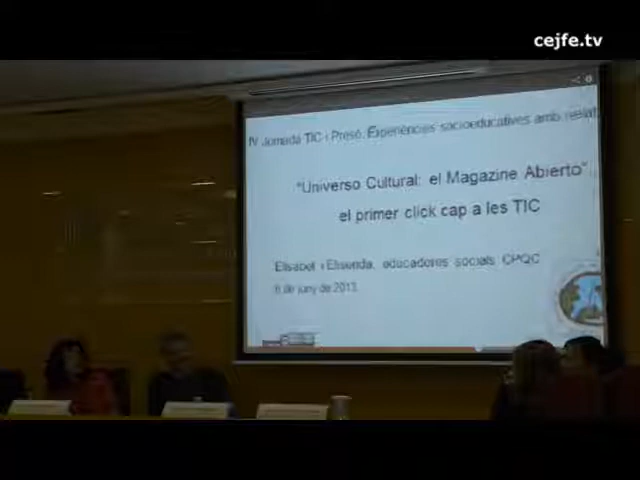 cejfe.tv
IV Jornada TIC i Presó. Experiències socioeducatives amb
"Universo Cultural: el Magazine Abierto"
el primer click cap a les TIC
Elisabet i Elisenda, educadores socials CPQC
6 de juny de 2013